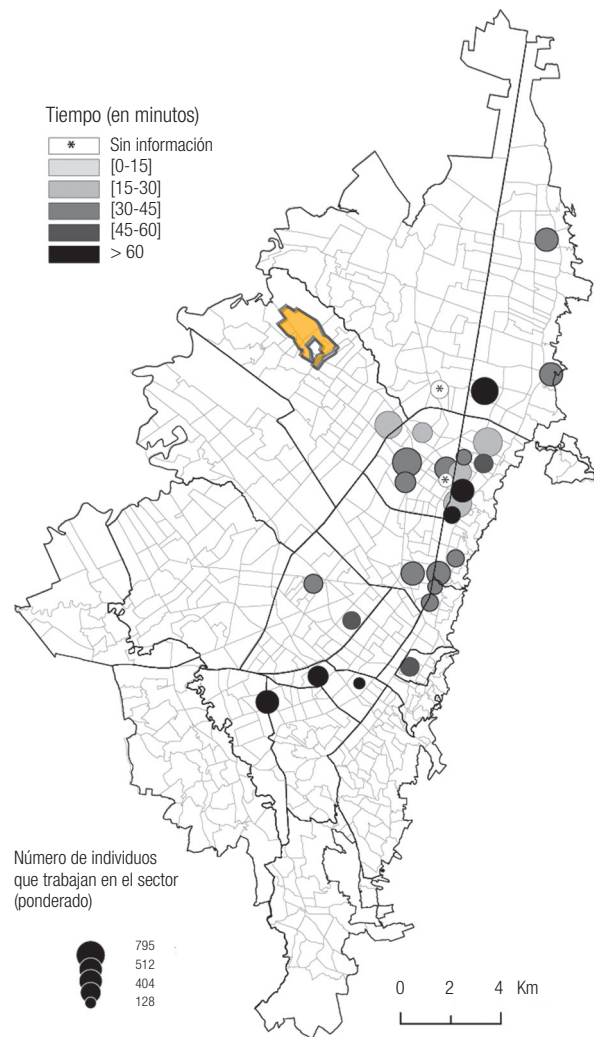 Tiempo (en minutos)
* Sin información
[0-15]
[15-30]
[30-45]
[45-60]
> 60
*
*
Número de individuos
que trabajan en el sector
(ponderado)
795
512
404
128
0 2 4 Km